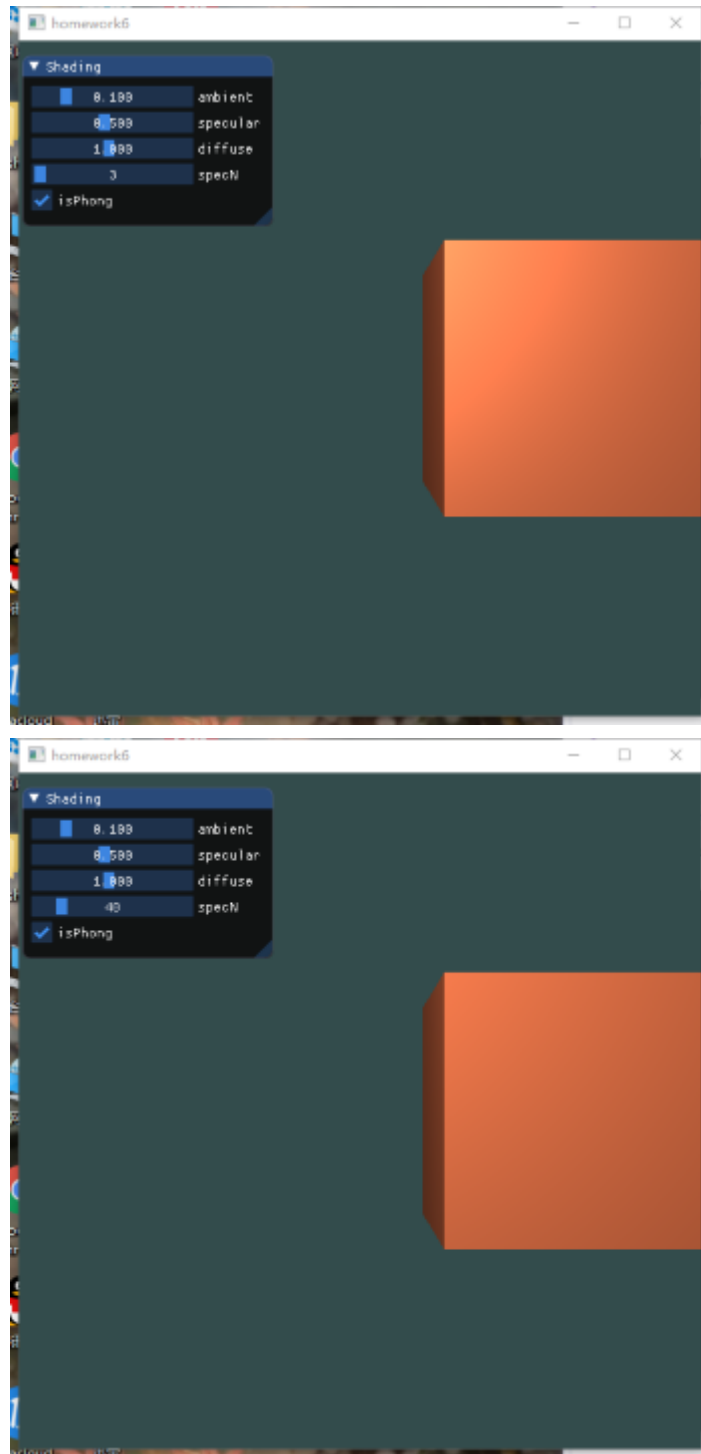 homework6
Shading
0.100 ambient
0.500 specular
1.000 diffuse
3 specN
isPhong
homework6
Shading
0.100 ambient
0.500 specular
1.000 diffuse
40 specN
isPhong